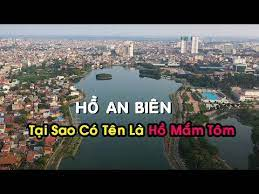 HỒ AN BIÊN
Tại Sao Có Tên Là Hồ Mắm Tôm